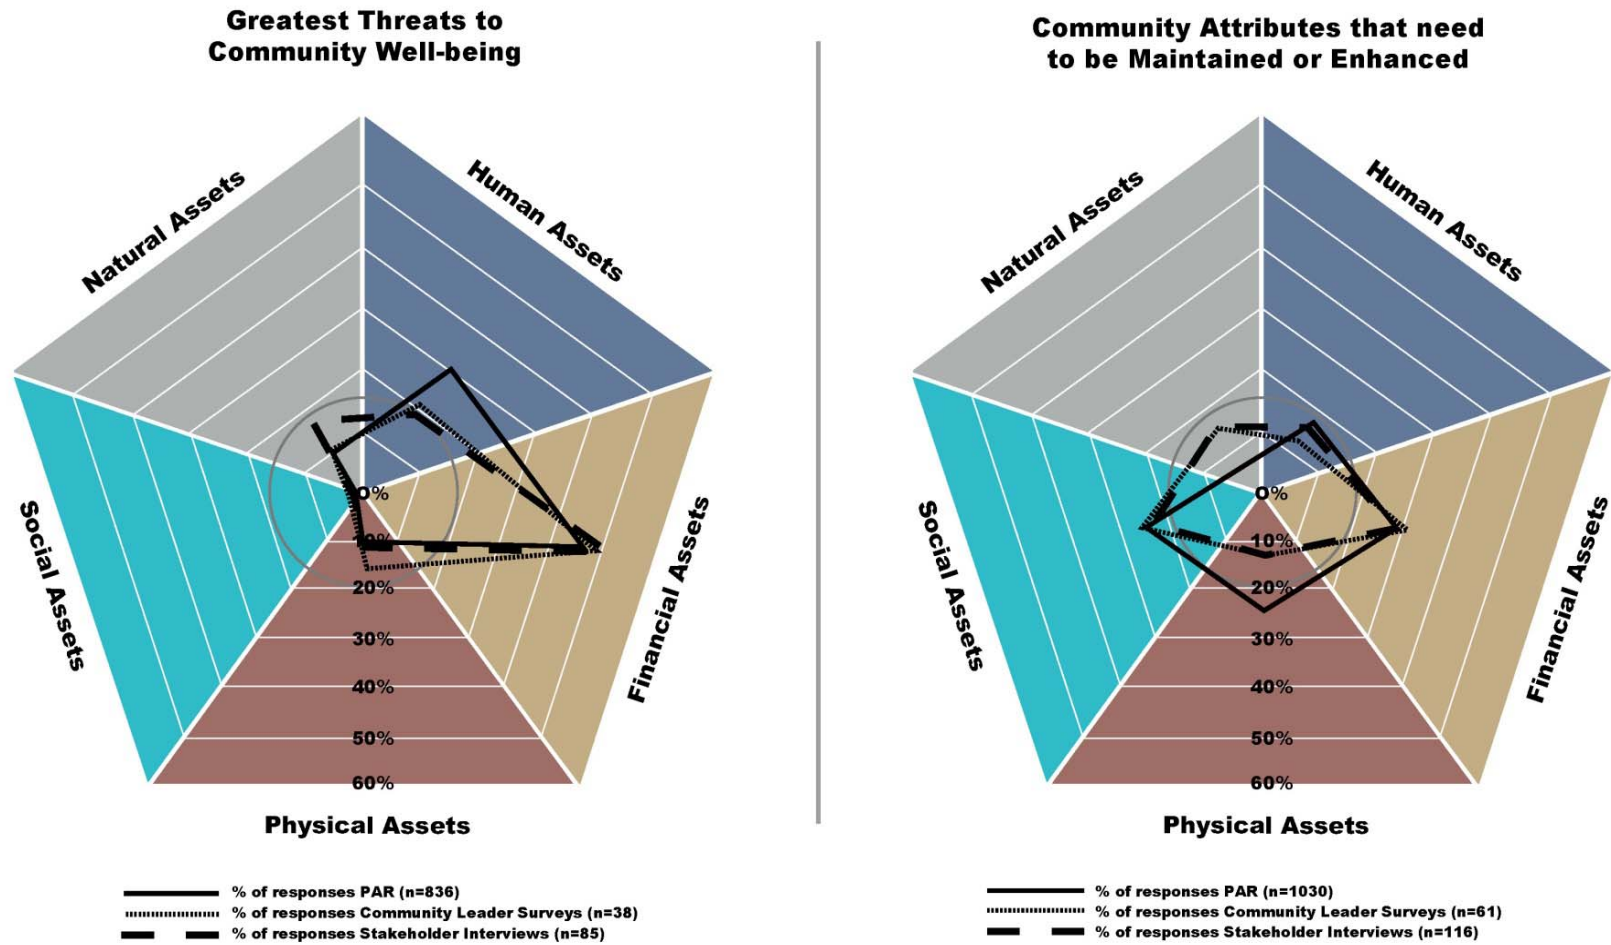 Greatest Threats to
Community Well-being
Natural Assets
Human Assets
Social Assets
Financial Assets
0%
10%
20%
30%
40%
50%
60%
Physical Assets
% of responses PAR (n=836)
% of responses Community Leader Surveys (n=38)
% of responses Stakeholder Interviews (n=85)
Community Attributes that need
to be Maintained or Enhanced
Natural Assets
Human Assets
Social Assets
Financial Assets
0%
10%
20%
30%
40%
50%
60%
Physical Assets
% of responses PAR (n=1030)
% of responses Community Leader Surveys (n=61)
% of responses Stakeholder Interviews (n=116)